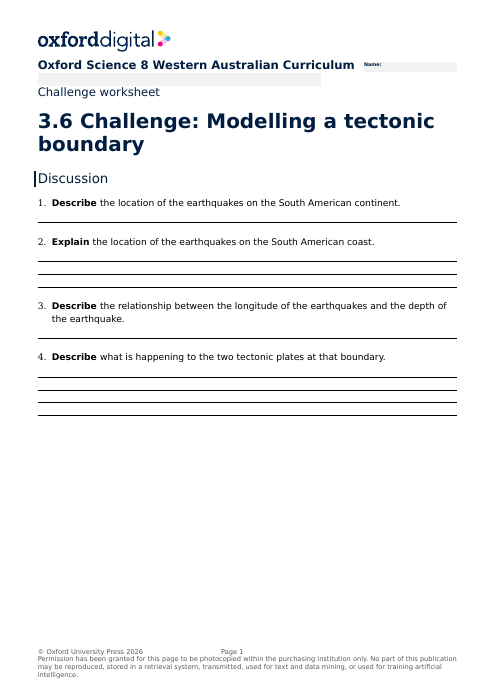 oxforddigital
Oxford Science 8 Western Australian Curriculum
Name:
Challenge worksheet
3.6 Challenge: Modelling a tectonic
boundary
Discussion
1. Describe the location of the earthquakes on the South American continent.
2. Explain the location of the earthquakes on the South American coast.
3. Describe the relationship between the longitude of the earthquakes and the depth of
the earthquake.
4. Describe what is happening to the two tectonic plates at that boundary.
© Oxford University Press 2026 Page 1
Permission has been granted for this page to be photocopied within the purchasing institution only. No part of this publication
may be reproduced, stored in a retrieval system, transmitted, used for text and data mining, or used for training artificial
intelligence.